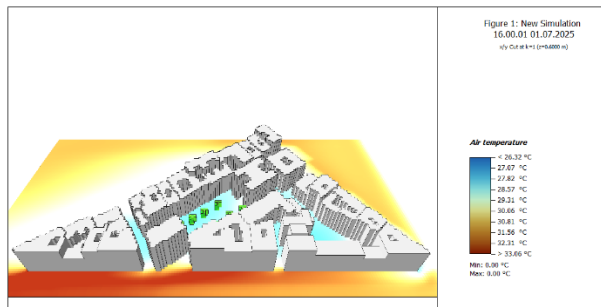 Figure 1: New Simulation
16.00.01 01.07.2025
x/y Cut at k=1 (z=0.6000 m)
Air temperature
< 26.32 °C
27.07 °C
27.82 °C
28.57 °C
29.31 °C
30.06 °C
30.81 °C
31.56 °C
32.31 °C
> 33.06 °C
Min: 0.00 °C
Max: 0.00 °C